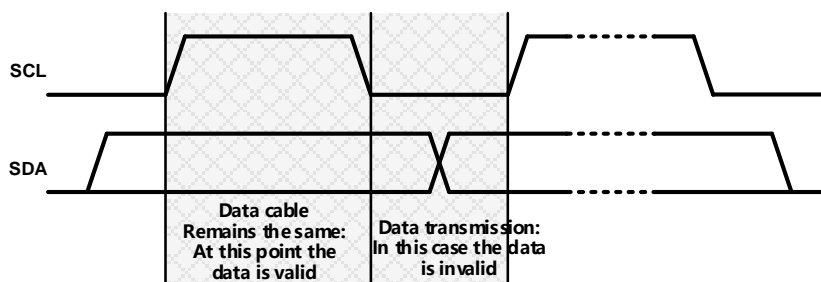 SCL
SDA
Data cable
Remains the same:
At this point the
data is valid
Data transmission:
In this case the data
is invalid